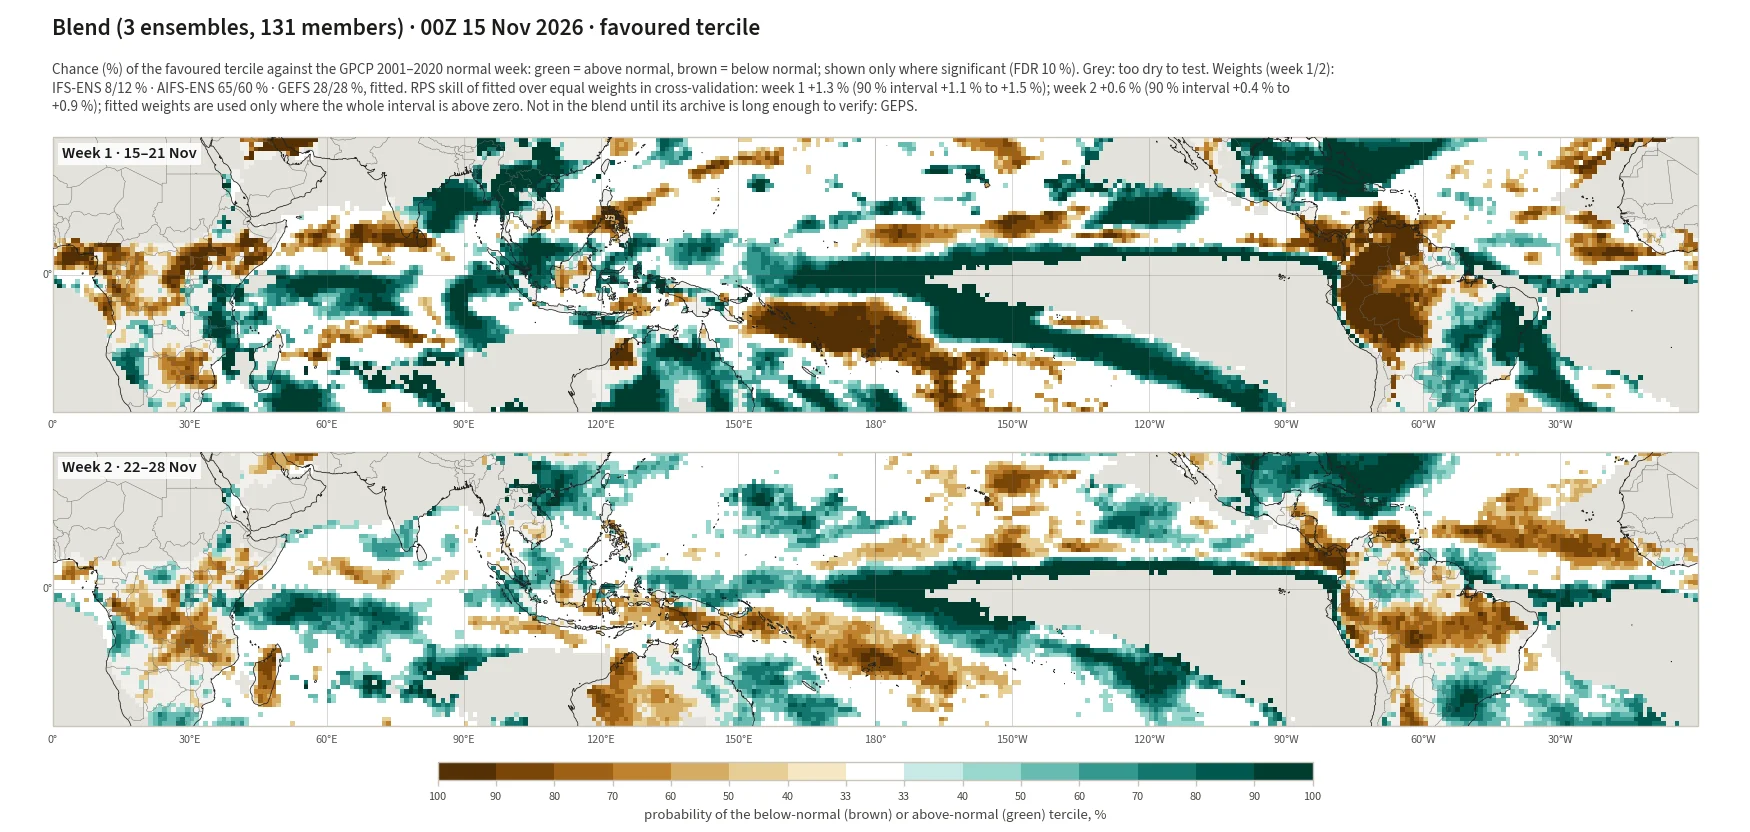 Blend (3 ensembles, 131 members) · 00Z 15 Nov 2026 · favoured tercile
Chance (%) of the favoured tercile against the GPCP 2001–2020 normal week: green = above normal, brown = below normal; shown only where significant (FDR 10 %). Grey: too dry to test. Weights (week 1/2):
IFS-ENS 8/12 % · AIFS-ENS 65/60 % · GEFS 28/28 %, fitted. RPS skill of fitted over equal weights in cross-validation: week 1 +1.3 % (90 % interval +1.1 % to +1.5 %); week 2 +0.6 % (90 % interval +0.4 % to
+0.9 %); fitted weights are used only where the whole interval is above zero. Not in the blend until its archive is long enough to verify: GEPS.
Week 1 · 15–21 Nov
0°
0° 30°E 60°E 90°E 120°E 150°E 180° 150°W 120°W 90°W 60°W 30°W
Week 2 · 22–28 Nov
0°
0° 30°E 60°E 90°E 120°E 150°E 180° 150°W 120°W 90°W 60°W 30°W
100 90 80 70 60 50 40 33 33 40 50 60 70 80 90 100
probability of the below-normal (brown) or above-normal (green) tercile, %